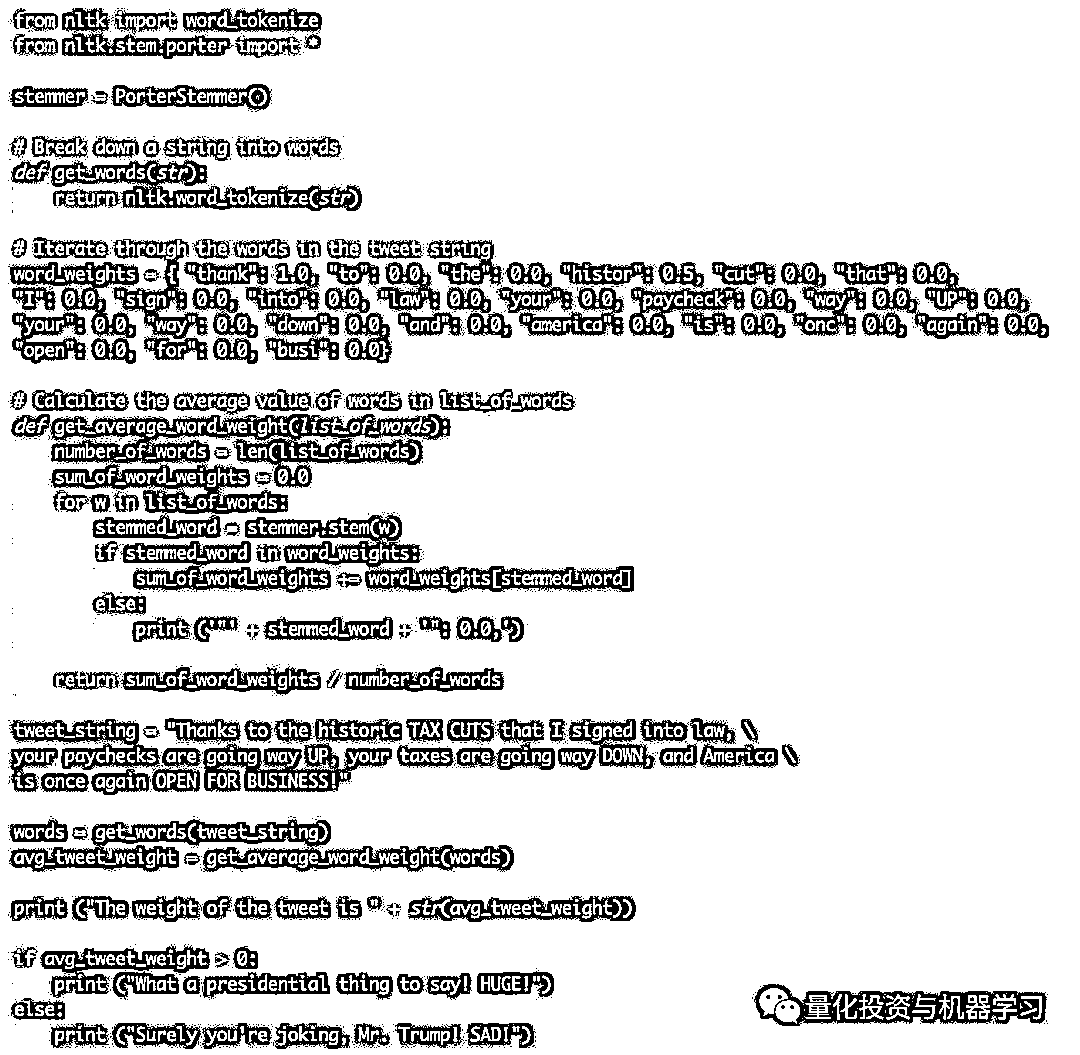 from nltk import word_tokenize
from nltk.stem.porter import *

stemmer = PorterStemmer()

# Break down a string into words
def get_words(str):
    return nltk.word_tokenize(str)

# Iterate through the words in the tweet string
word_weights = { "thank": 1.0, "to": 0.0, "the": 0.0, "histor": 0.5, "cut": 0.0, "that": 0.0,
"I": 0.0, "sign": 0.0, "into": 0.0, "law": 0.0, "your": 0.0, "paycheck": 0.0, "way": 0.0, "UP": 0.0,
"your": 0.0, "way": 0.0, "down": 0.0, "and": 0.0, "america": 0.0, "is": 0.0, "onc": 0.0, "again": 0.0,
"open": 0.0, "for": 0.0, "busi": 0.0}

# Calculate the average value of words in list_of_words
def get_average_word_weight(list_of_words):
    number_of_words = len(list_of_words)
    sum_of_word_weights = 0.0
    for w in list_of_words:
        stemmed_word = stemmer.stem(w)
        if stemmed_word in word_weights:
            sum_of_word_weights += word_weights[stemmed_word]
        else:
            print ('"' + stemmed_word + '": 0.0,')

    return sum_of_word_weights // number_of_words

tweet_string = "Thanks to the historic TAX CUTS that I signed into law, \
your paychecks are going way UP, your taxes are going way DOWN, and America \
is once again OPEN FOR BUSINESS!"

words = get_words(tweet_string)
avg_tweet_weight = get_average_word_weight(words)

print ("The weight of the tweet is " + str(avg_tweet_weight))

if avg_tweet_weight > 0:
    print ("What a presidential thing to say! HUGE!")
else:
    print ("Surely you're joking, Mr. Trump! SAD!")
量化投资与机器学习